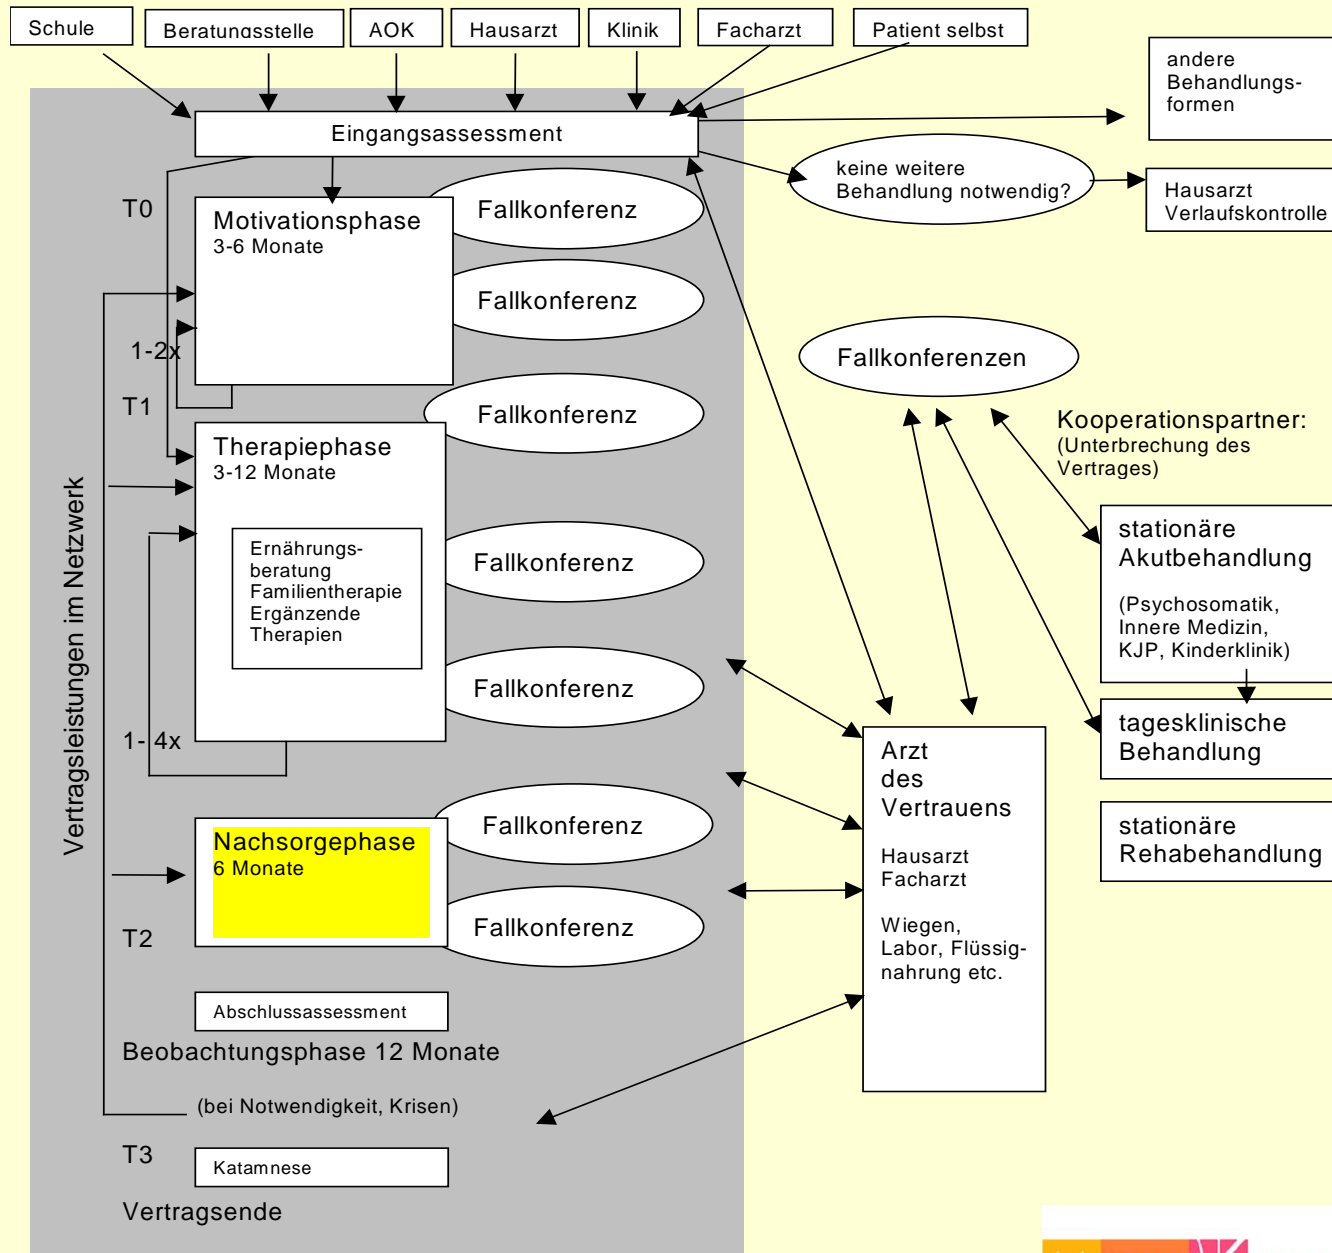 Schule
Beratungsstelle
AOK
Hausarzt
Klinik
Facharzt
Patient selbst
andere
Behandlungs-
formen
Eingangsassessment
keine weitere
Behandlung notwendig?
Hausarzt
Verlaufskontrolle
T0
Motivationsphase
3-6 Monate
Fallkonferenz
Fallkonferenz
1-2x
T1
Fallkonferenz
Fallkonferenzen
Kooperationspartner:
(Unterbrechung des
Vertrages)
Therapiephase
3-12 Monate
Ernährungs-
beratung
Familientherapie
Ergänzende
Therapien
Fallkonferenz
Fallkonferenz
1-4x
Vertragsleistungen im Netzwerk
stationäre
Akutbehandlung
(Psychosomatik,
Innere Medizin,
KJP, Kinderklinik)
tagesklinische
Behandlung
stationäre
Rehabehandlung
Arzt
des
Vertrauens
Hausarzt
Facharzt
Wiegen,
Labor, Flüssig-
nahrung etc.
Nachsorgephase
6 Monate
Fallkonferenz
Fallkonferenz
T2
Abschlussassessment
Beobachtungsphase 12 Monate
(bei Notwendigkeit, Krisen)
T3
Katamnese
Vertragsende